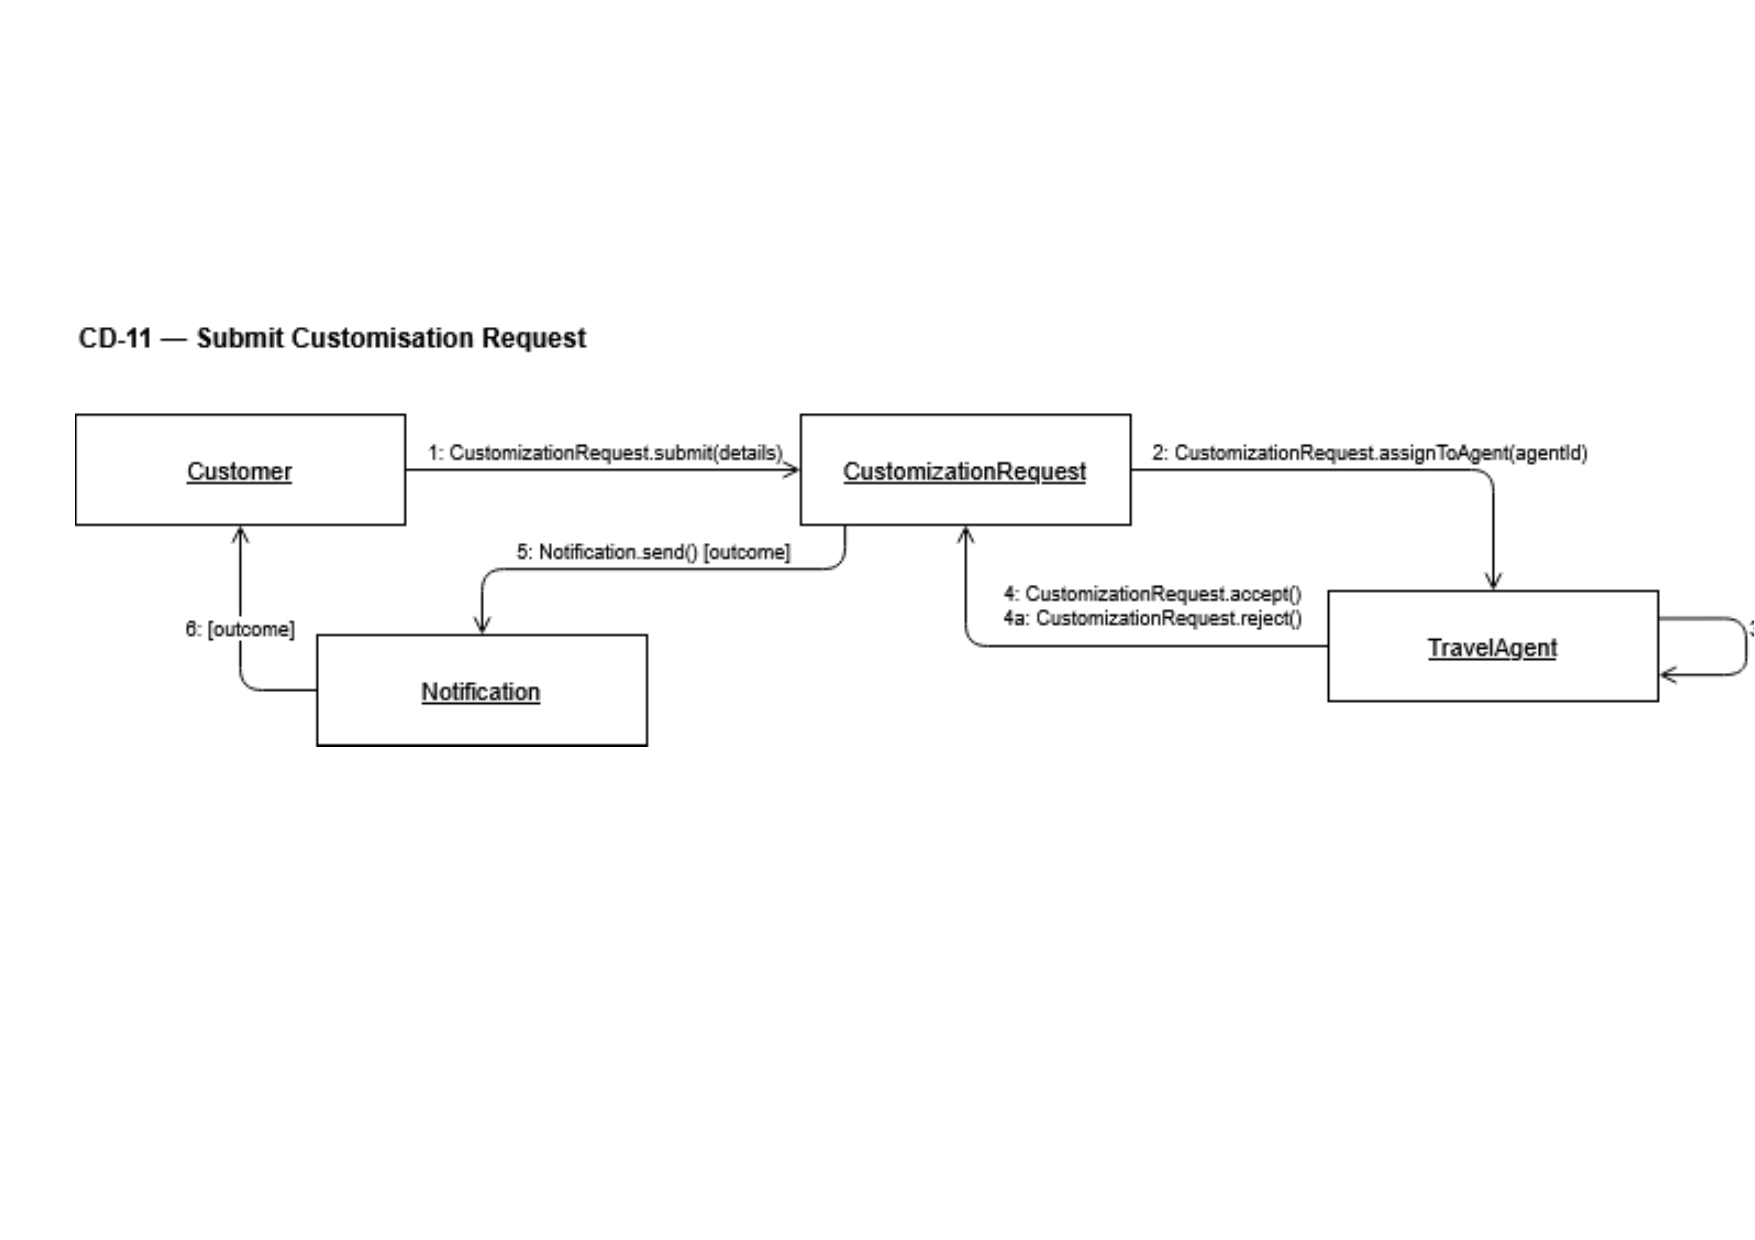 CD-11 — Submit Customisation Request
Customer
1: CustomizationRequest.submit(details)
CustomizationRequest
2: CustomizationRequest.assignToAgent(agentId)
5: Notification.send() [outcome]
4: CustomizationRequest.accept()
4a: CustomizationRequest.reject()
6: [outcome]
TravelAgent
Notification